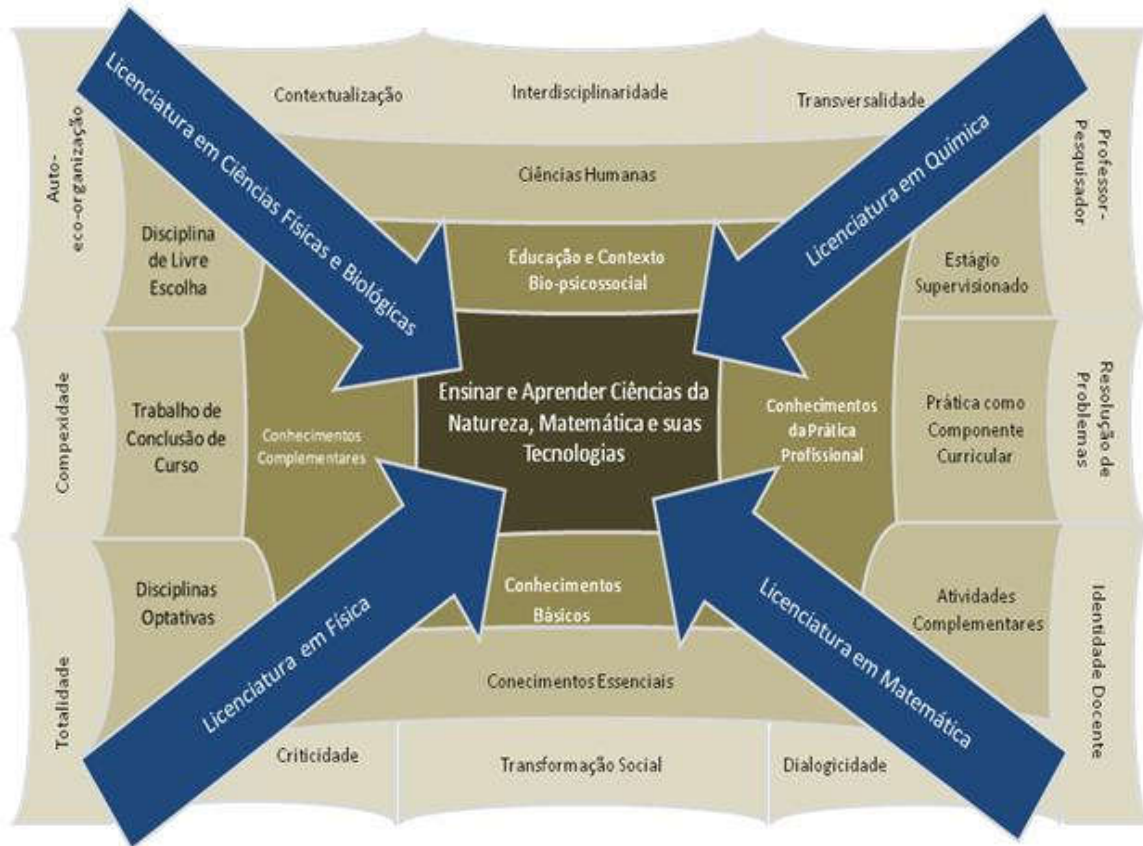 Contextualização
Interdisciplinaridade
Transversalidade
Licenciatura em Ciências Físicas e Biológicas
Licenciatura em Química
Auto-
eco-organização
Professor-
Pesquisador
Ciências Humanas
Disciplina
de Livre
Escolha
Educação e Contexto
Bio-psicossocial
Estágio
Supervisionado
Compexidade
Trabalho de
Conclusão de
Curso
Conhecimentos
Complementares
Ensinar e Aprender Ciências da
Natureza, Matemática e suas
Tecnologias
Conhecimentos
da Prática
Profissional
Prática como
Componente
Curricular
Resolução de
Problemas
Totalidade
Disciplinas
Optativas
Licenciatura em Física
Conhecimentos
Básicos
Licenciatura em Matemática
Atividades
Complementares
Identidade Docente
Conecimentos Essenciais
Criticidade
Transformação Social
Dialogicidade